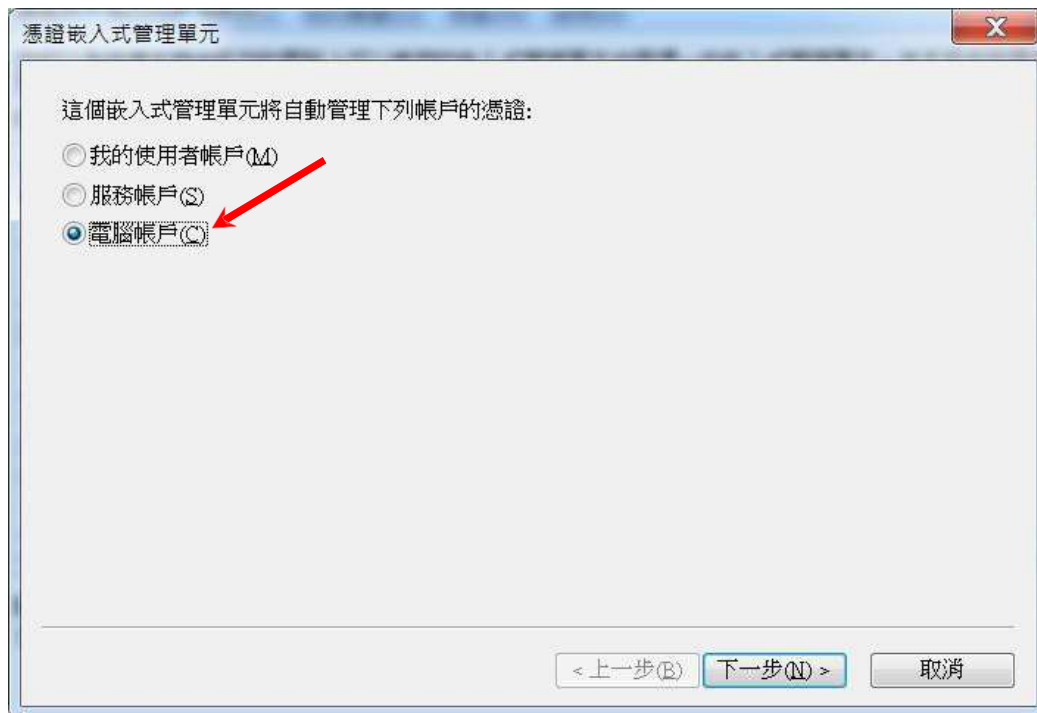 憑證嵌入式管理單元
這個嵌入式管理單元將自動管理下列帳戶的憑證:
我的使用者帳戶(M)
服務帳戶(S)
電腦帳戶(C)
<上一步(B) 下一步(N) > 取消